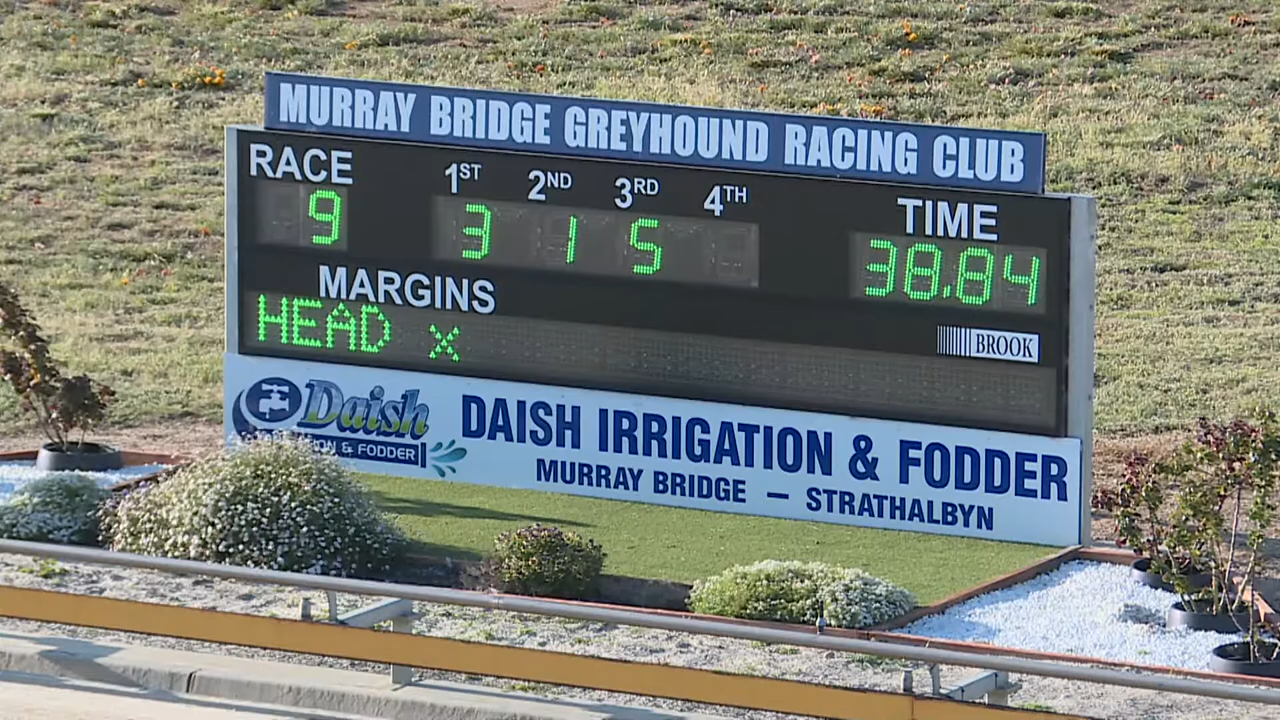 MURRAY BRIDGE GREYHOUND RACING CLUB
RACE 1ST 2ND 3RD 4TH TIME
9 3 1 5 38.84
MARGINS
HEAD X
BROOK
Daish
& FODDER
DAISH IRRIGATION & FODDER
MURRAY BRIDGE — STRATHALBYN